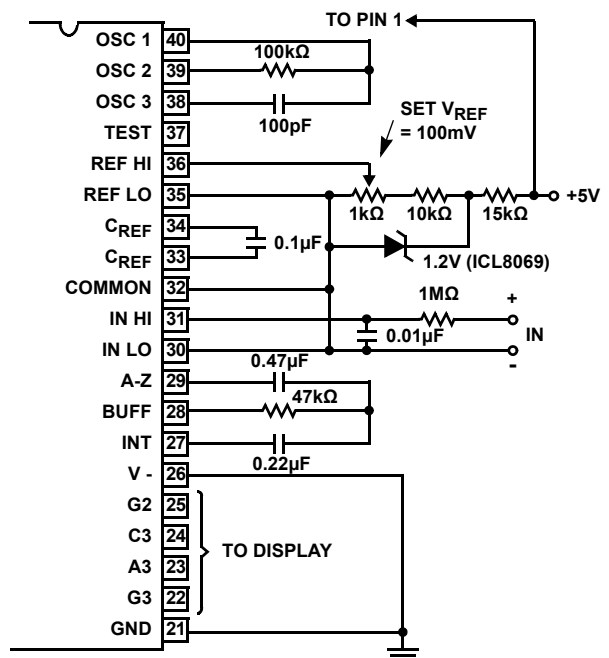 TO PIN 1
OSC 1 40
100kΩ
OSC 2 39
OSC 3 38
100pF
SET VREF
= 100mV
TEST 37
REF HI 36
REF LO 35
1kΩ 10kΩ 15kΩ
+5V
CREF 34
0.1µF
CREF 33
1.2V (ICL8069)
COMMON 32
1MΩ
+
IN HI 31
0.01µF
IN
IN LO 30
-
0.47µF
A-Z 29
47kΩ
BUFF 28
INT 27
0.22µF
V - 26
G2 25
C3 24
TO DISPLAY
A3 23
G3 22
GND 21